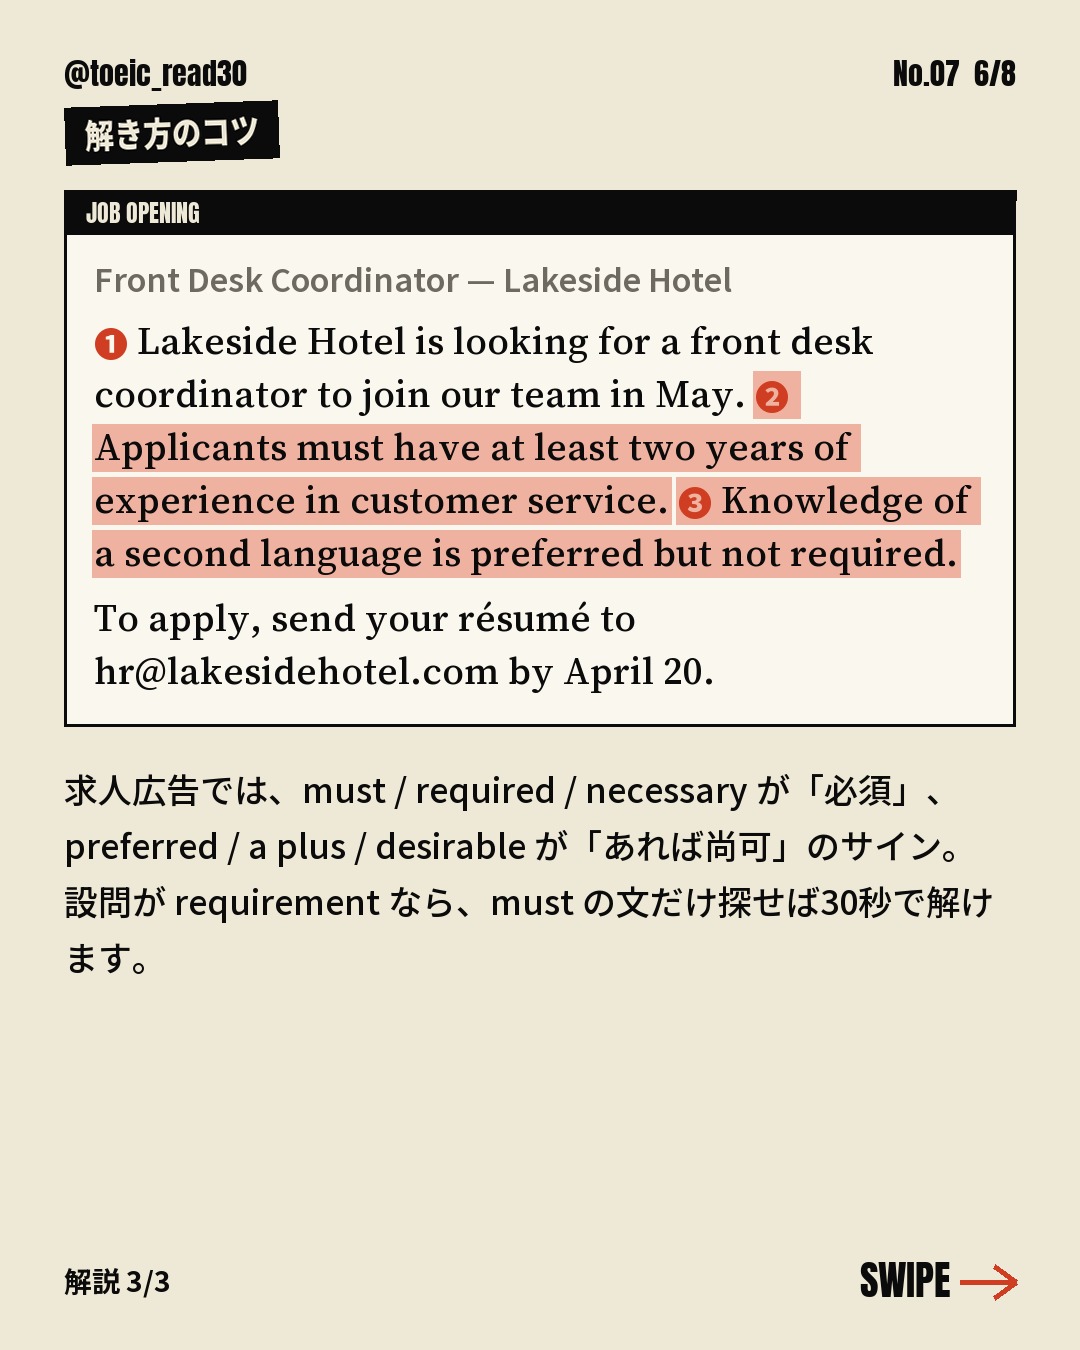 @toeic_read30
No.07 6/8
解き方のコツ
JOB OPENING
Front Desk Coordinator — Lakeside Hotel
❶ Lakeside Hotel is looking for a front desk
coordinator to join our team in May. ❷
Applicants must have at least two years of
experience in customer service. ❸ Knowledge of
a second language is preferred but not required.
To apply, send your résumé to
hr@lakesidehotel.com by April 20.
求人広告では、must / required / necessary が「必須」、
preferred / a plus / desirable が「あれば尚可」のサイン。
設問が requirement なら、must の文だけ探せば30秒で解け
ます。
解説 3/3
SWIPE